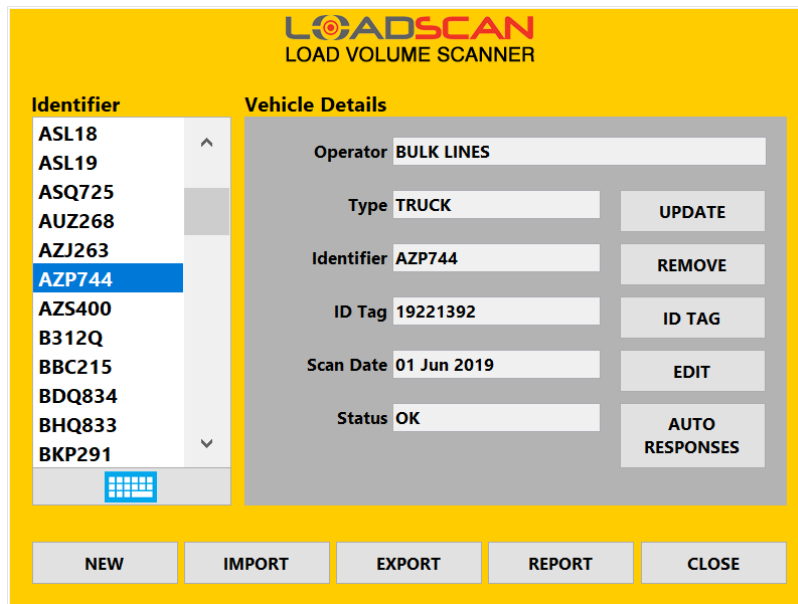 LOADSCAN
LOAD VOLUME SCANNER
Identifier
ASL18
ASL19
ASQ725
AUZ268
AZJ263
AZP744
AZS400
B312Q
BBC215
BDQ834
BHQ833
BKP291
Vehicle Details
Operator BULK LINES
Type TRUCK
UPDATE
Identifier AZP744
REMOVE
ID Tag 19221392
ID TAG
Scan Date 01 Jun 2019
EDIT
Status OK
AUTO
RESPONSES
NEW
IMPORT
EXPORT
REPORT
CLOSE